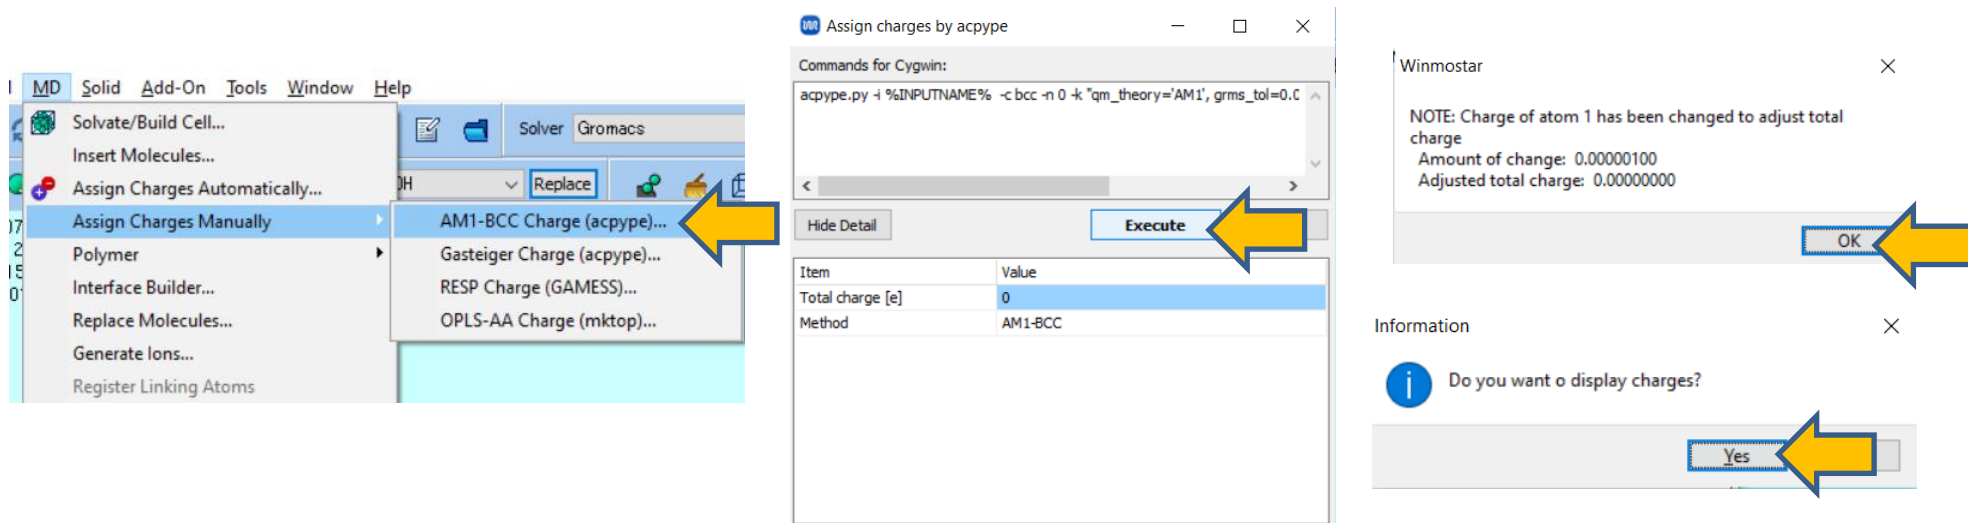 MD Solid Add-On Tools Window Help
Solvate/Build Cell...
Insert Molecules...
Assign Charges Automatically...
Assign Charges Manually
Polymer
Interface Builder...
Replace Molecules...
Generate Ions...
Register Linking Atoms
Solver Gromacs
Replace
AM1-BCC Charge (acpype)...
Gasteiger Charge (acpype)...
RESP Charge (GAMESS)...
OPLS-AA Charge (mktop)...
Assign charges by acpype
Commands for Cygwin:
acpype.py -i %INPUTNAME% -c bcc -n 0 -k "qm_theory='AM1', grms_tol=0.0
Hide Detail
Execute
Item Value
Total charge [e] 0
Method AM1-BCC
Winmostar
NOTE: Charge of atom 1 has been changed to adjust total
charge
Amount of change: 0.00000100
Adjusted total charge: 0.00000000
OK
Information
Do you want o display charges?
Yes